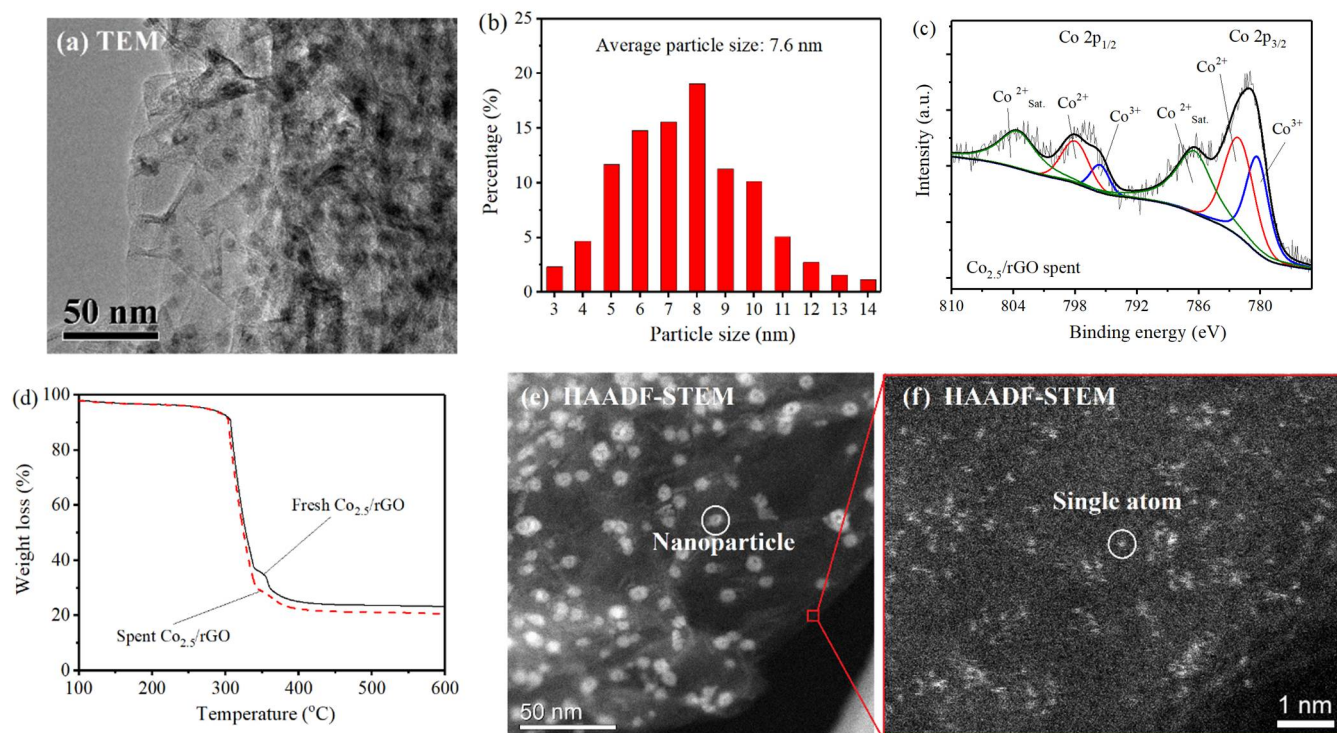 (a) TEM
50 nm
(b)
Average particle size: 7.6 nm
25
20
15
10
5
0
Percentage (%)
3 4 5 6 7 8 9 10 11 12 13 14
Particle size (nm)
(c)
Co 2p1/2
Co 2p3/2
Co2+
Co 2+Sat.
Co2+
Co3+
Co 2+Sat.
Co3+
Intensity (a.u.)
Co2.5/rGO spent
810 804 798 792 786 780
Binding energy (eV)
(d)
100
80
60
40
20
0
Weight loss (%)
Fresh Co2.5/rGO
Spent Co2.5/rGO
100 200 300 400 500 600
Temperature (oC)
(e) HAADF-STEM
Nanoparticle
50 nm
(f) HAADF-STEM
Single atom
1 nm